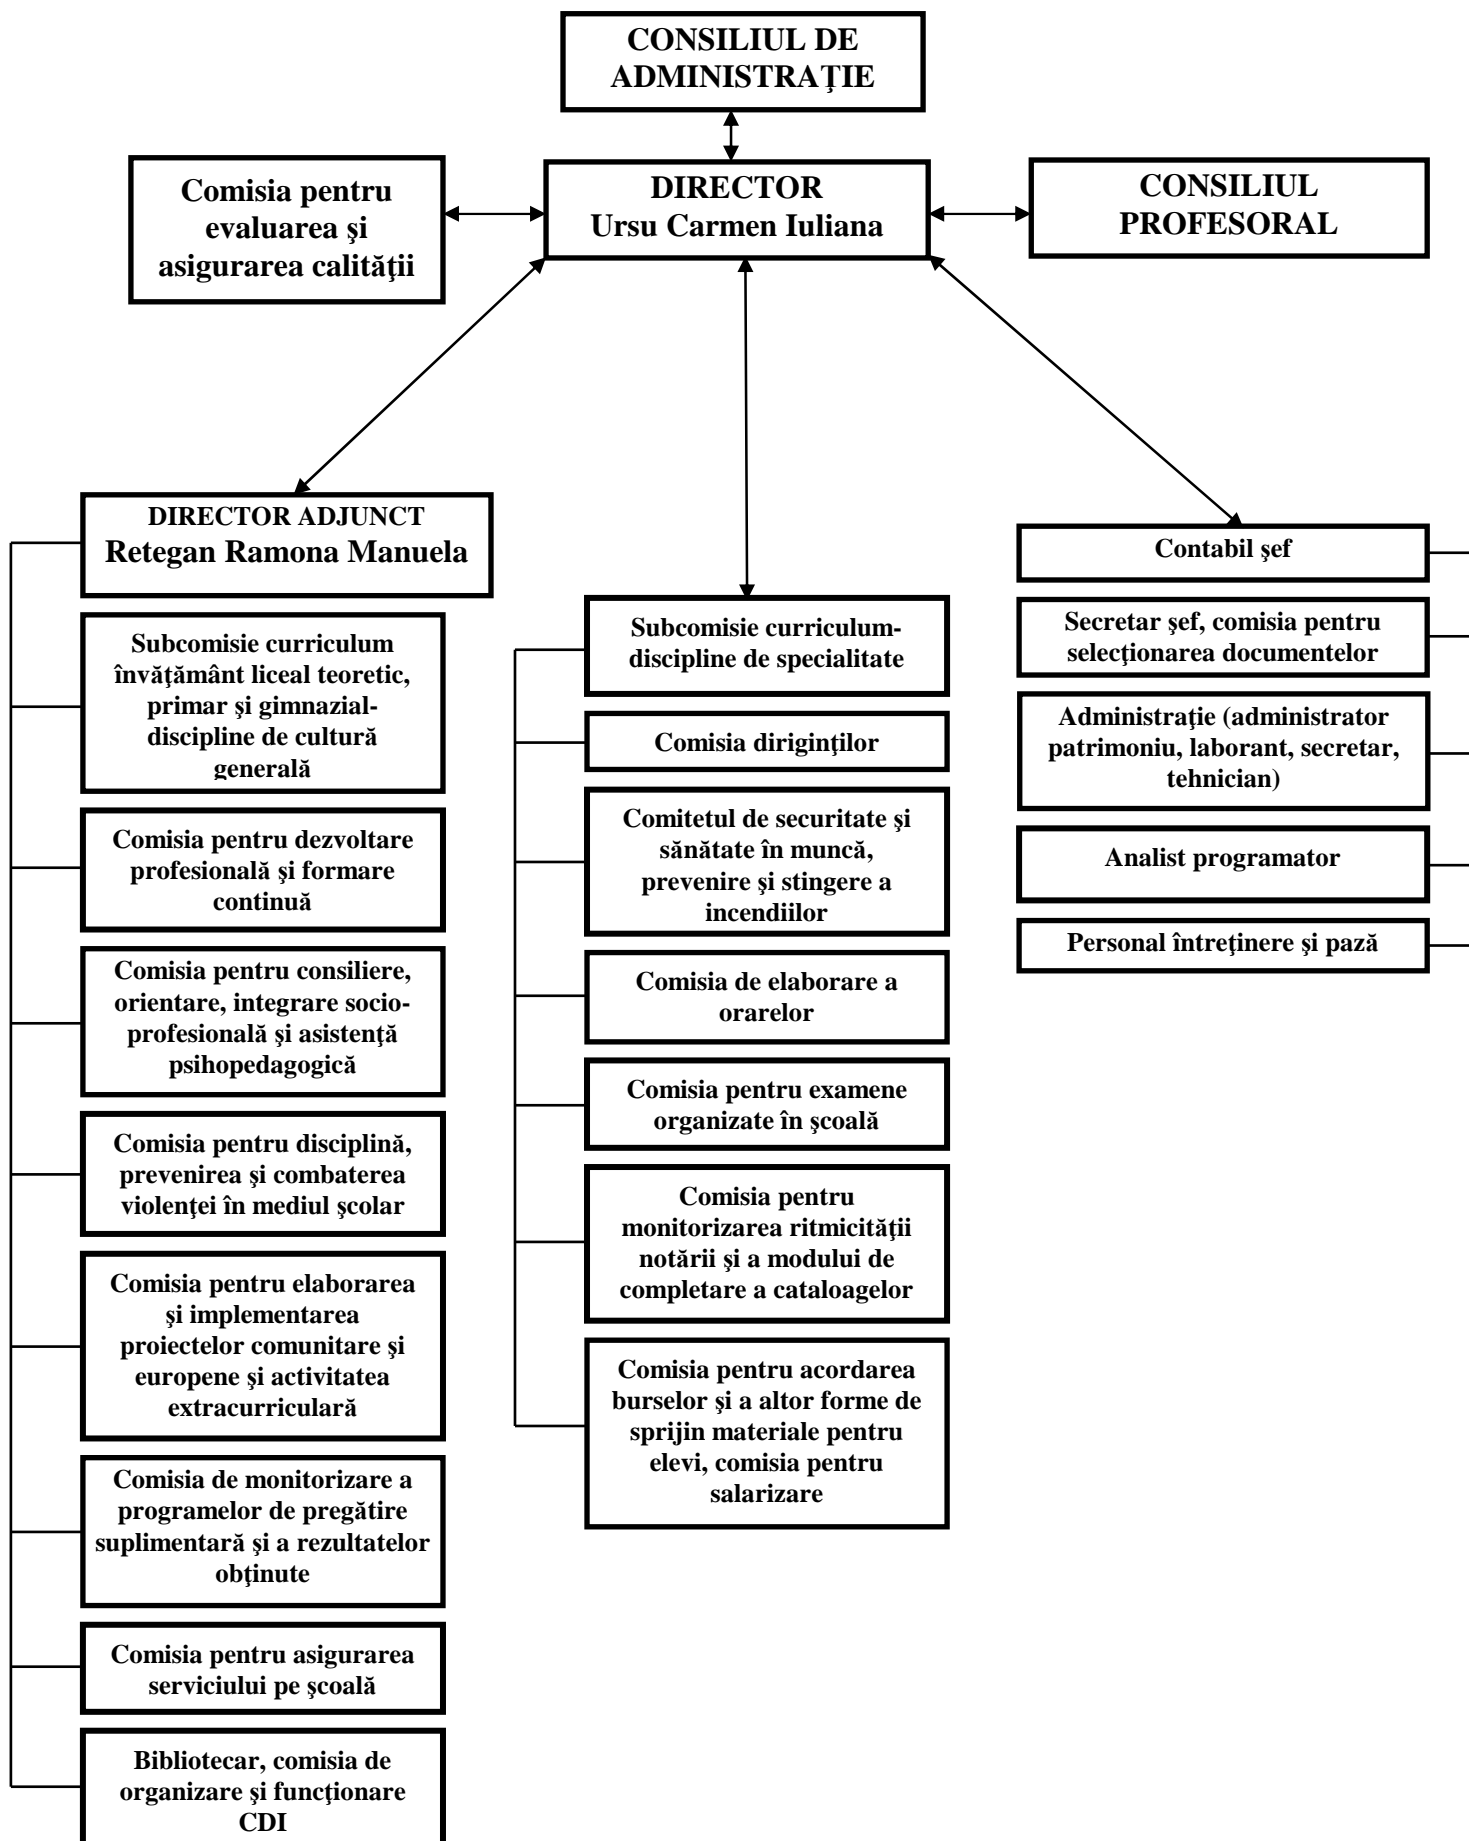 CONSILIUL DE
ADMINISTRAŢIE
Comisia pentru
evaluarea şi
asigurarea calităţii
DIRECTOR
Ursu Carmen Iuliana
CONSILIUL
PROFESORAL
DIRECTOR ADJUNCT
Retegan Ramona Manuela
Subcomisie curriculum
învăţământ liceal teoretic,
primar şi gimnazial-
discipline de cultură
generală
Comisia pentru dezvoltare
profesională şi formare
continuă
Comisia pentru consiliere,
orientare, integrare socio-
profesională şi asistenţă
psihopedagogică
Comisia pentru disciplină,
prevenirea şi combaterea
violenţei în mediul şcolar
Comisia pentru elaborarea
şi implementarea
proiectelor comunitare şi
europene şi activitatea
extracurriculară
Comisia de monitorizare a
programelor de pregătire
suplimentară şi a rezultatelor
obţinute
Comisia pentru asigurarea
serviciului pe şcoală
Bibliotecar, comisia de
organizare şi funcţionare
CDI
Subcomisie curriculum-
discipline de specialitate
Comisia diriginţilor
Comitetul de securitate şi
sănătate în muncă,
prevenire şi stingere a
incendiilor
Comisia de elaborare a
orarelor
Comisia pentru examene
organizate în şcoală
Comisia pentru
monitorizarea ritmicităţii
notării şi a modului de
completare a cataloagelor
Comisia pentru acordarea
burselor şi a altor forme de
sprijin materiale pentru
elevi, comisia pentru
salarizare
Contabil şef
Secretar şef, comisia pentru
selecţionarea documentelor
Administraţie (administrator
patrimoniu, laborant, secretar,
tehnician)
Analist programator
Personal întreţinere şi pază